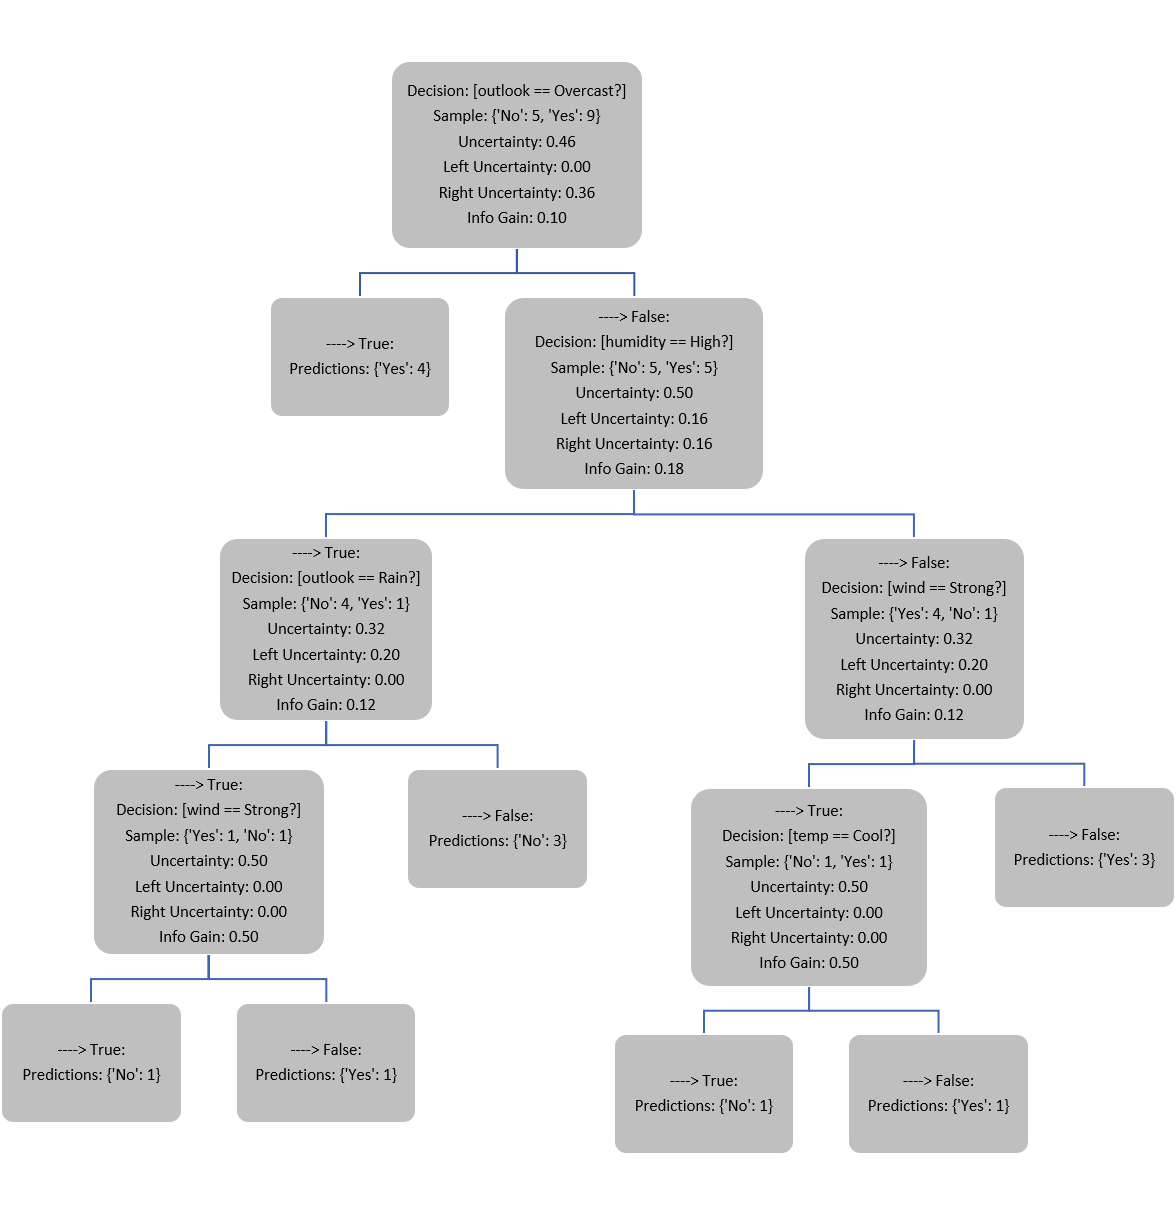 Decision: [outlook == Overcast?]
Sample: {'No': 5, 'Yes': 9}
Uncertainty: 0.46
Left Uncertainty: 0.00
Right Uncertainty: 0.36
Info Gain: 0.10
----> True:
Predictions: {'Yes': 4}
----> False:
Decision: [humidity == High?]
Sample: {'No': 5, 'Yes': 5}
Uncertainty: 0.50
Left Uncertainty: 0.16
Right Uncertainty: 0.16
Info Gain: 0.18
----> True:
Decision: [outlook == Rain?]
Sample: {'No': 4, 'Yes': 1}
Uncertainty: 0.32
Left Uncertainty: 0.20
Right Uncertainty: 0.00
Info Gain: 0.12
----> False:
Decision: [wind == Strong?]
Sample: {'Yes': 4, 'No': 1}
Uncertainty: 0.32
Left Uncertainty: 0.20
Right Uncertainty: 0.00
Info Gain: 0.12
----> True:
Decision: [wind == Strong?]
Sample: {'Yes': 1, 'No': 1}
Uncertainty: 0.50
Left Uncertainty: 0.00
Right Uncertainty: 0.00
Info Gain: 0.50
----> False:
Predictions: {'No': 3}
----> True:
Decision: [temp == Cool?]
Sample: {'No': 1, 'Yes': 1}
Uncertainty: 0.50
Left Uncertainty: 0.00
Right Uncertainty: 0.00
Info Gain: 0.50
----> False:
Predictions: {'Yes': 3}
----> True:
Predictions: {'No': 1}
----> False:
Predictions: {'Yes': 1}
----> True:
Predictions: {'No': 1}
----> False:
Predictions: {'Yes': 1}